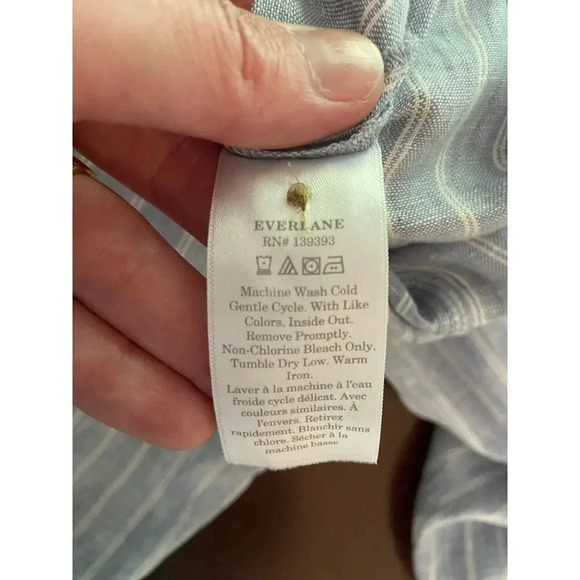 EVERLANE
RN# 139393
Machine Wash Cold
Gentle Cycle. With Like
Colors. Inside Out.
Remove Promptly.
Non-Chlorine Bleach Only.
Tumble Dry Low. Warm
Iron.
Laver à la machine à l'eau
froide cycle délicat. Avec
couleurs similaires. À
l'envers. Retirez
rapidement. Blanchir sans
chlore. Sécher à la
machine basse